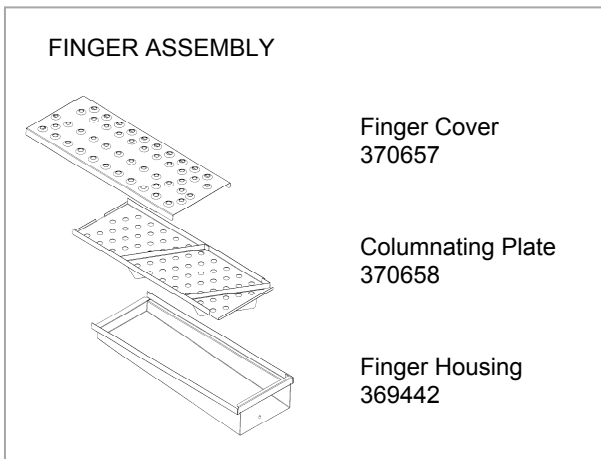 FINGER ASSEMBLY
Finger Cover
370657
Columnating Plate
370658
Finger Housing
369442